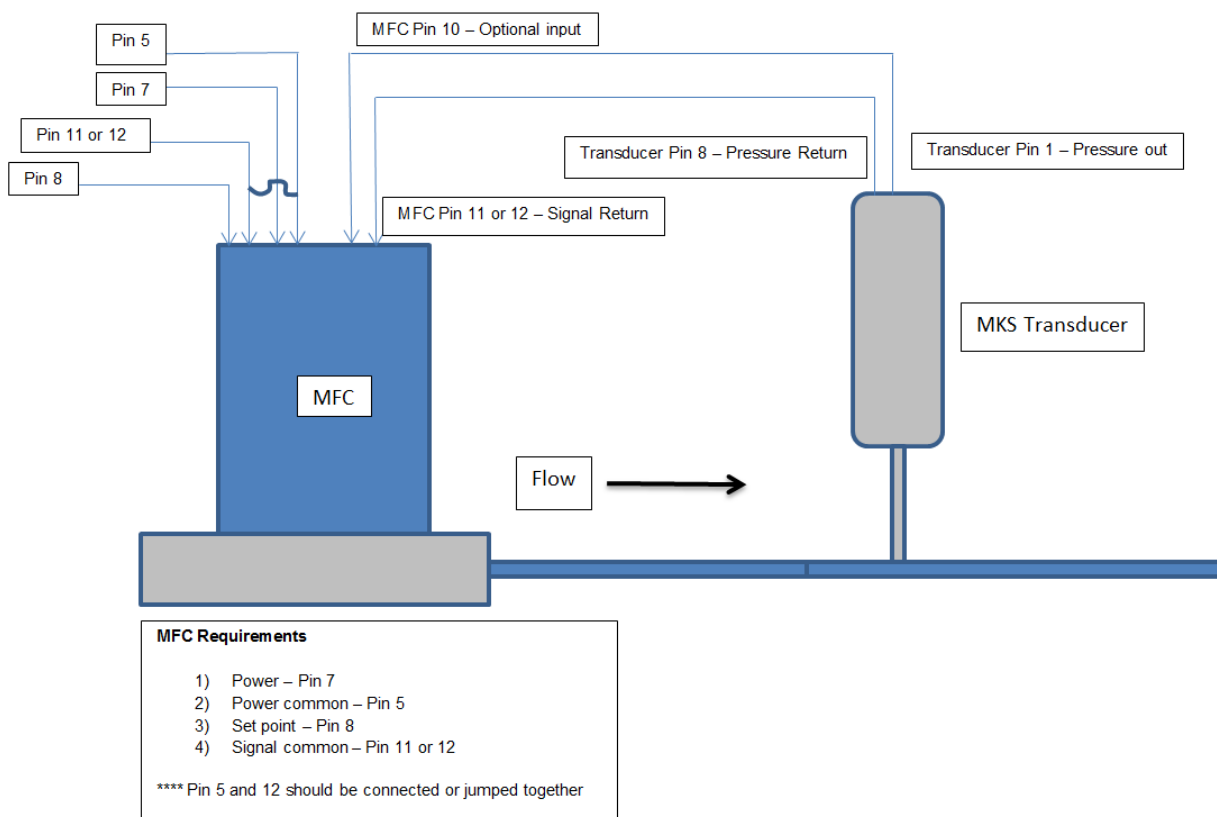 Pin 5
MFC Pin 10 – Optional input
Pin 7
Pin 11 or 12
Transducer Pin 8 – Pressure Return
Transducer Pin 1 – Pressure out
Pin 8
MFC Pin 11 or 12 – Signal Return
MKS Transducer
MFC
Flow
MFC Requirements
1) Power – Pin 7
2) Power common – Pin 5
3) Set point – Pin 8
4) Signal common – Pin 11 or 12
**** Pin 5 and 12 should be connected or jumped together